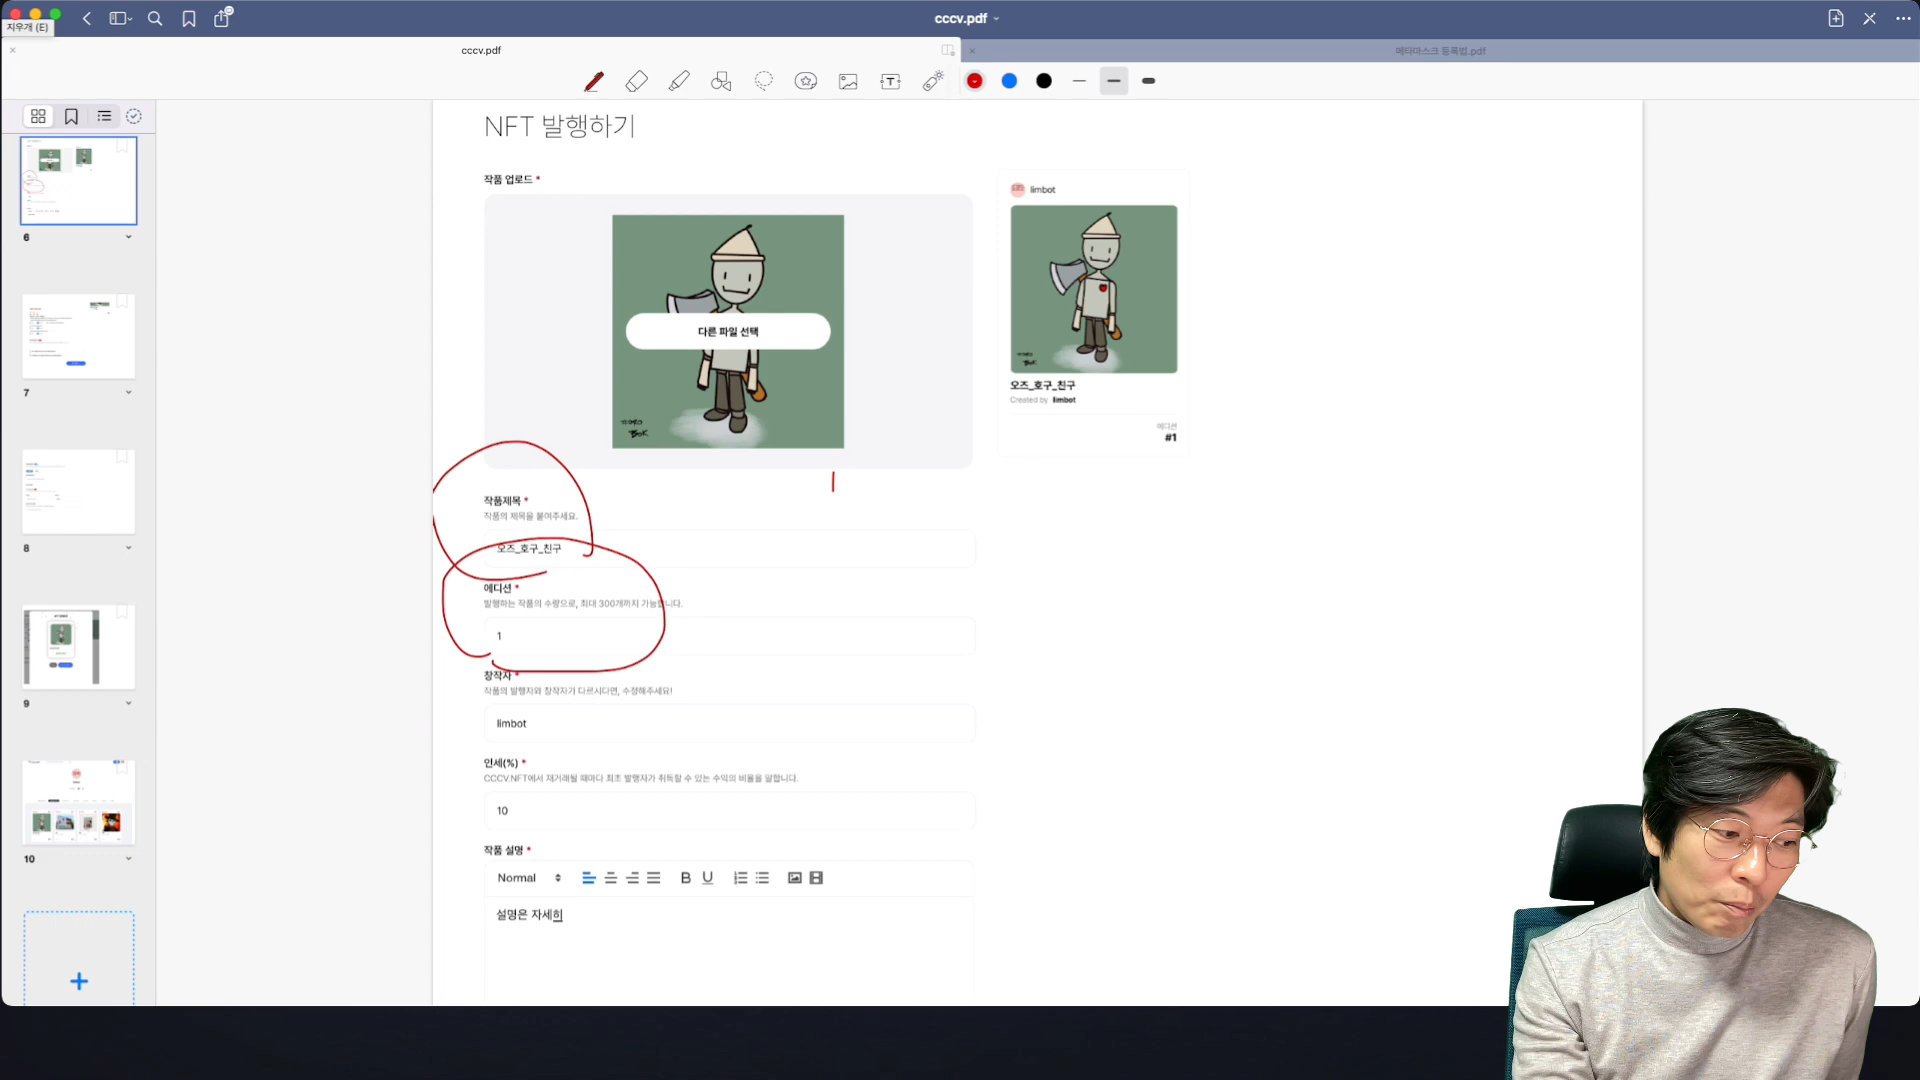 지우개 (E)
cccv.pdf
cccv.pdf
메타마스크 등록법.pdf
NFT 발행하기
작품 업로드 *
다른 파일 선택
limbot
오즈_호구_친구
Created by limbot
에디션
#1
작품제목 *
작품의 제목을 붙여주세요.
오즈_호구_친구
에디션 *
발행하는 작품의 수량으로, 최대 300개까지 가능합니다.
1
창작자 *
작품의 발행자와 창작자가 다르시다면, 수정해주세요!
limbot
인세(%) *
CCCV.NFT에서 재거래될 때마다 최초 발행자가 취득할 수 있는 수익의 비율을 말합니다.
10
작품 설명 *
Normal
B U
설명은 자세히
6
7
8
9
10